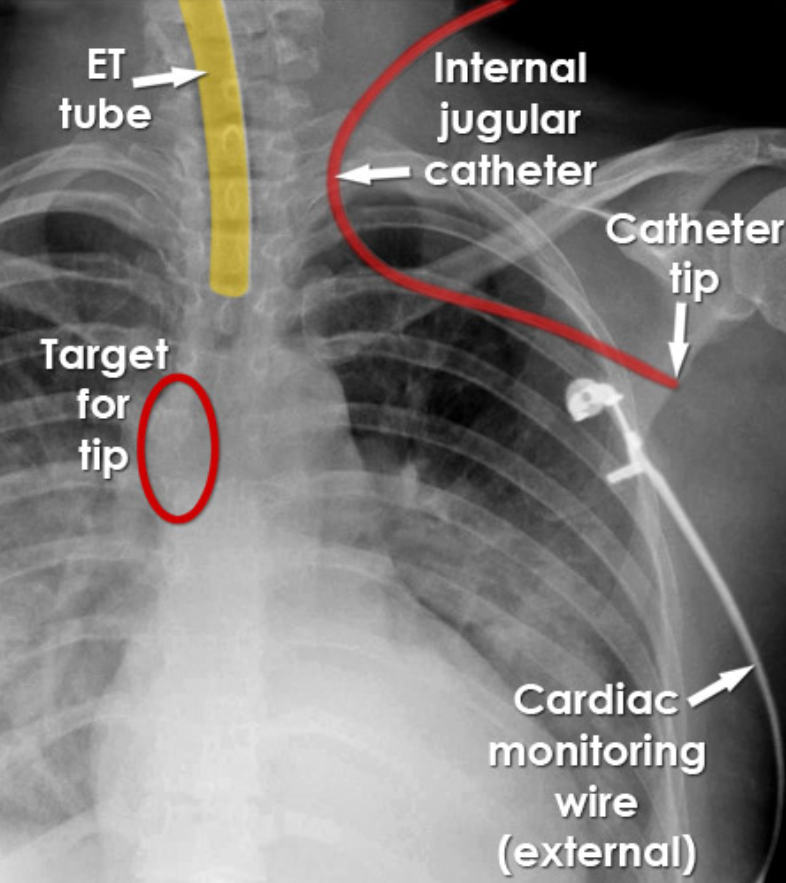 ET
tube
Internal
jugular
catheter
Catheter
tip
Target
for
tip
Cardiac
monitoring
wire
(external)